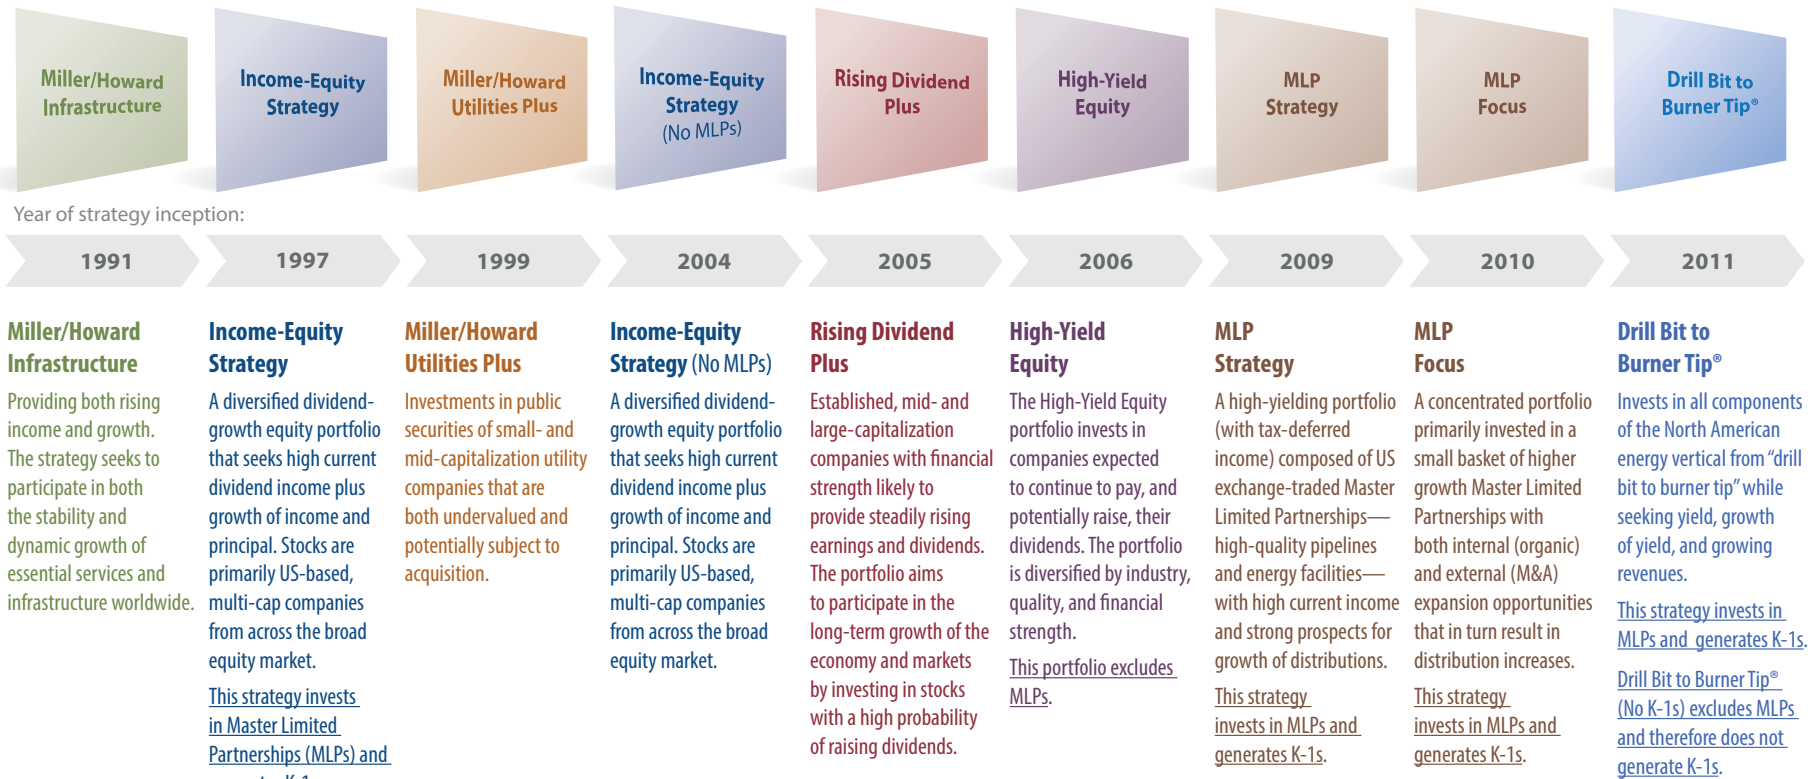 Miller/Howard
Infrastructure
Income-Equity
Strategy
Miller/Howard
Utilities Plus
Income-Equity
Strategy
(No MLPs)
Rising Dividend
Plus
High-Yield
Equity
MLP
Strategy
MLP
Focus
Drill Bit to
Burner Tip®
Year of strategy inception:
1991
1997
1999
2004
2005
2006
2009
2010
2011
Miller/Howard
Infrastructure
Providing both rising
income and growth.
The strategy seeks to
participate in both
the stability and
dynamic growth of
essential services and
infrastructure worldwide.
Income-Equity
Strategy
A diversified dividend-
growth equity portfolio
that seeks high current
dividend income plus
growth of income and
principal. Stocks are
primarily US-based,
multi-cap companies
from across the broad
equity market.
This strategy invests
in Master Limited
Partnerships (MLPs) and
Miller/Howard
Utilities Plus
Investments in public
securities of small- and
mid-capitalization utility
companies that are
both undervalued and
potentially subject to
acquisition.
Income-Equity
Strategy (No MLPs)
A diversified dividend-
growth equity portfolio
that seeks high current
dividend income plus
growth of income and
principal. Stocks are
primarily US-based,
multi-cap companies
from across the broad
equity market.
Rising Dividend
Plus
Established, mid- and
large-capitalization
companies with financial
strength likely to
provide steadily rising
earnings and dividends.
The portfolio aims
to participate in the
long-term growth of the
economy and markets
by investing in stocks
with a high probability
of raising dividends.
High-Yield
Equity
The High-Yield Equity
portfolio invests in
companies expected
to continue to pay, and
potentially raise, their
dividends. The portfolio
is diversified by industry,
quality, and financial
strength.
This portfolio excludes
MLPs.
MLP
Strategy
A high-yielding portfolio
(with tax-deferred
income) composed of US
exchange-traded Master
Limited Partnerships—
high-quality pipelines
and energy facilities—
with high current income
and strong prospects for
growth of distributions.
This strategy
invests in MLPs and
generates K-1s.
MLP
Focus
A concentrated portfolio
primarily invested in a
small basket of higher
growth Master Limited
Partnerships with
both internal (organic)
and external (M&A)
expansion opportunities
that in turn result in
distribution increases.
This strategy
invests in MLPs and
generates K-1s.
Drill Bit to
Burner Tip®
Invests in all components
of the North American
energy vertical from “drill
bit to burner tip” while
seeking yield, growth
of yield, and growing
revenues.
This strategy invests in
MLPs and generates K-1s.
Drill Bit to Burner Tip®
(No K-1s) excludes MLPs
and therefore does not
generate K-1s.